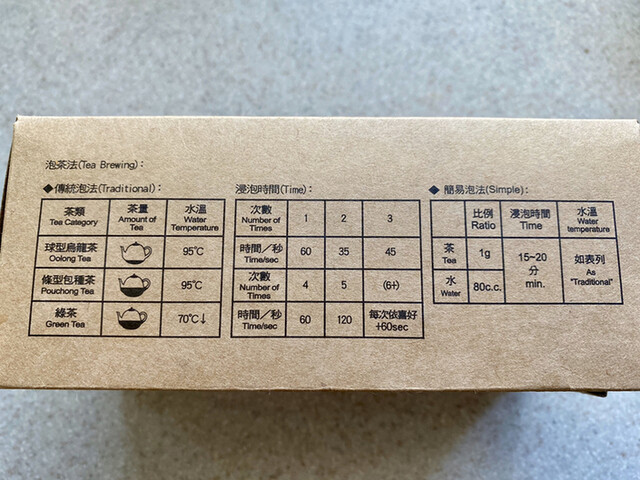 泡茶法(Tea Brewing):
◆傳統泡法(Traditional):
茶類 茶量 水溫
Tea Category Amount of Tea Water Temperature
球型烏龍茶 95℃
Oolong Tea
條型包種茶 95℃
Pouchong Tea
綠茶 70℃↓
Green Tea
浸泡時間(Time):
次數 1 2 3
Number of Times
時間／秒 60 35 45
Time/sec
次數 4 5 (6+)
Number of Times
時間／秒 60 120 每次依喜好
Time/sec +60sec
◆ 簡易泡法(Simple):
比例 浸泡時間 水溫
Ratio Time Water temperature
茶 1g 15~20 如表列
Tea 分 As
水 80c.c. min. "Traditional"
Water